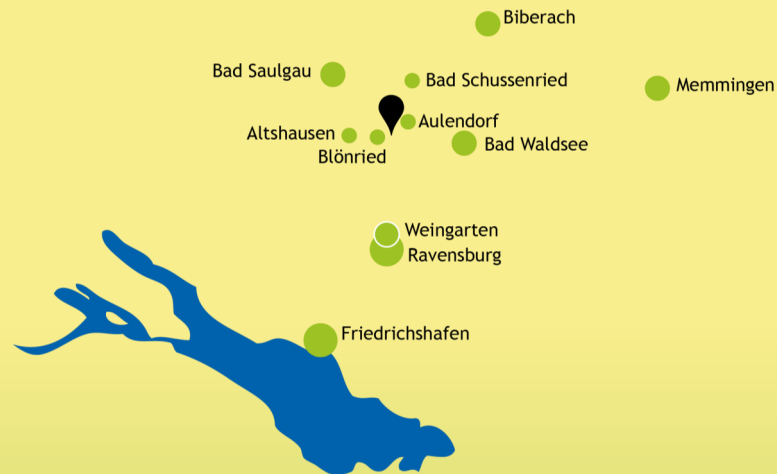 Biberach
Bad Saulgau
Bad Schussenried
Memmingen
Aulendorf
Altshausen
Bad Waldsee
Blönried
Weingarten
Ravensburg
Friedrichshafen